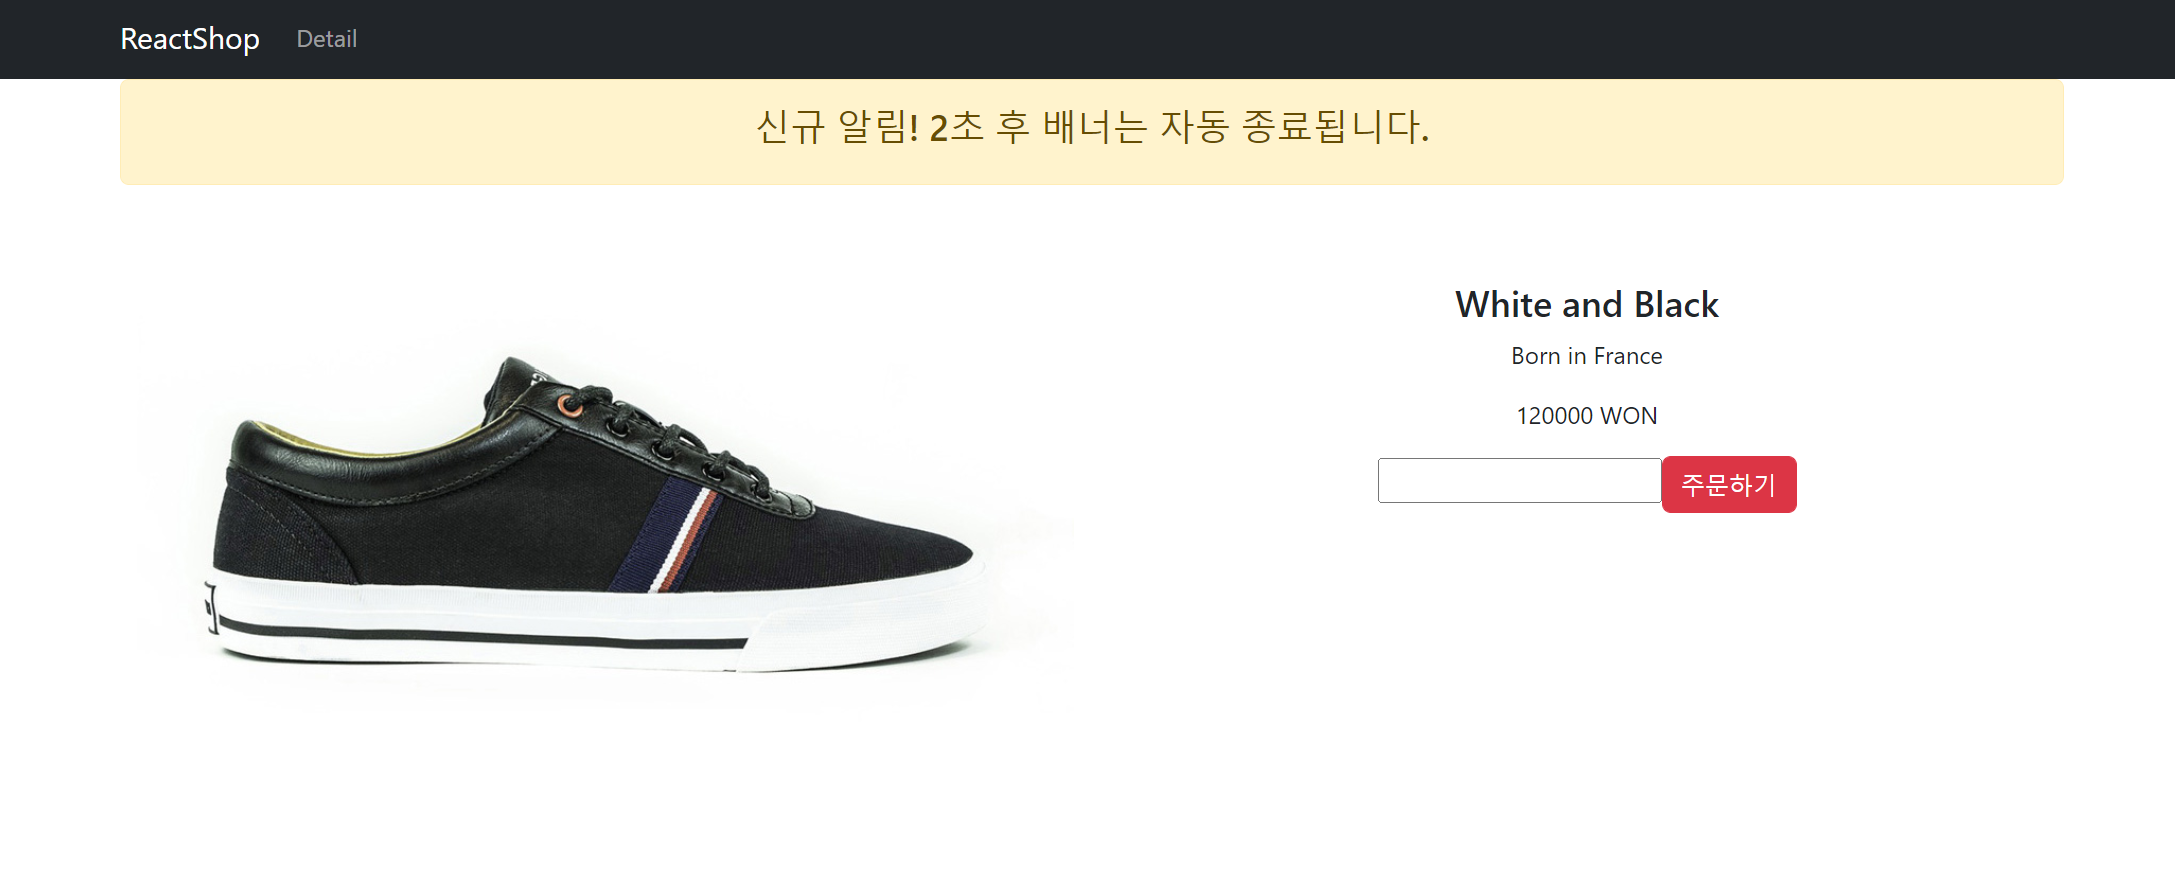 ReactShop Detail
신규 알림! 2초 후 배너는 자동 종료됩니다.
White and Black
Born in France
120000 WON
주문하기